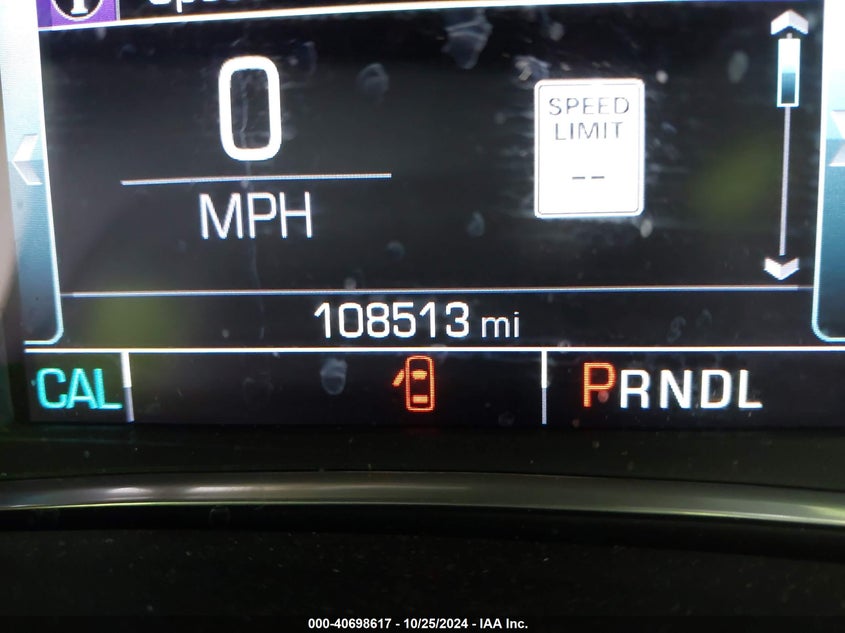 0
SPEED
LIMIT
--
MPH
108513 mi
CAL
PRNDL
000-40698617 - 10/25/2024 - IAA Inc.